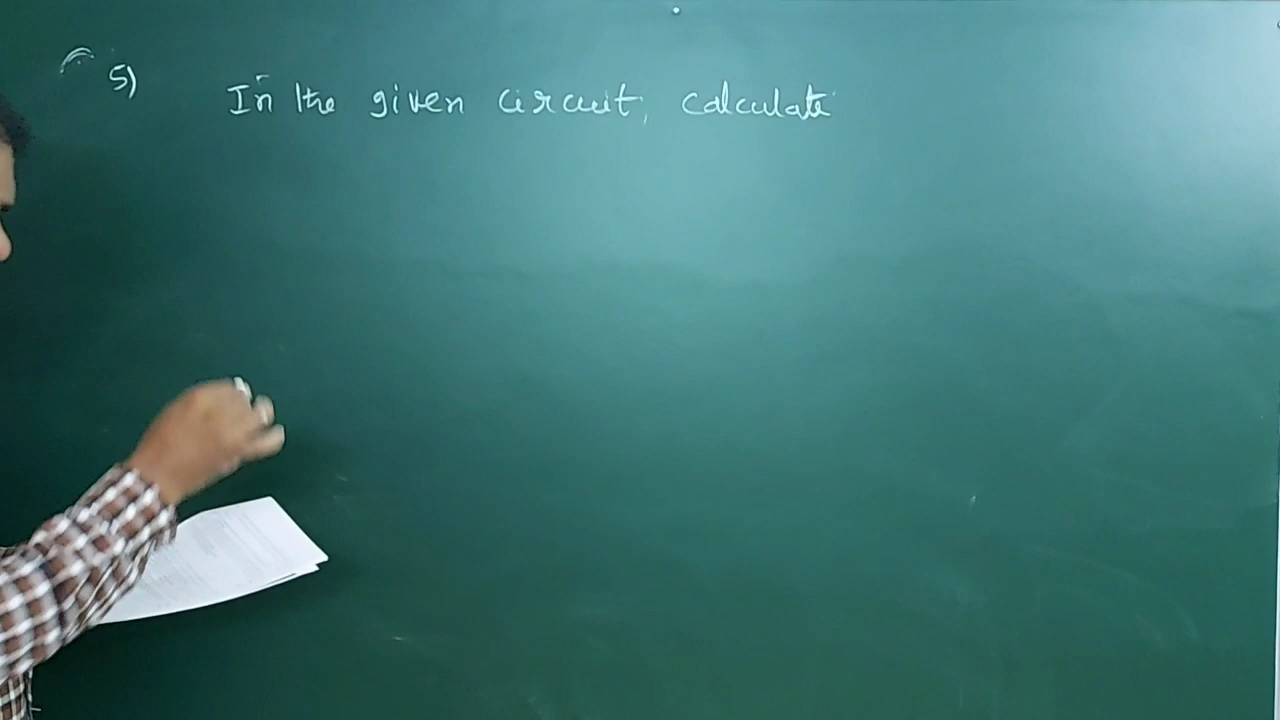 5) In the given circuit, calculate